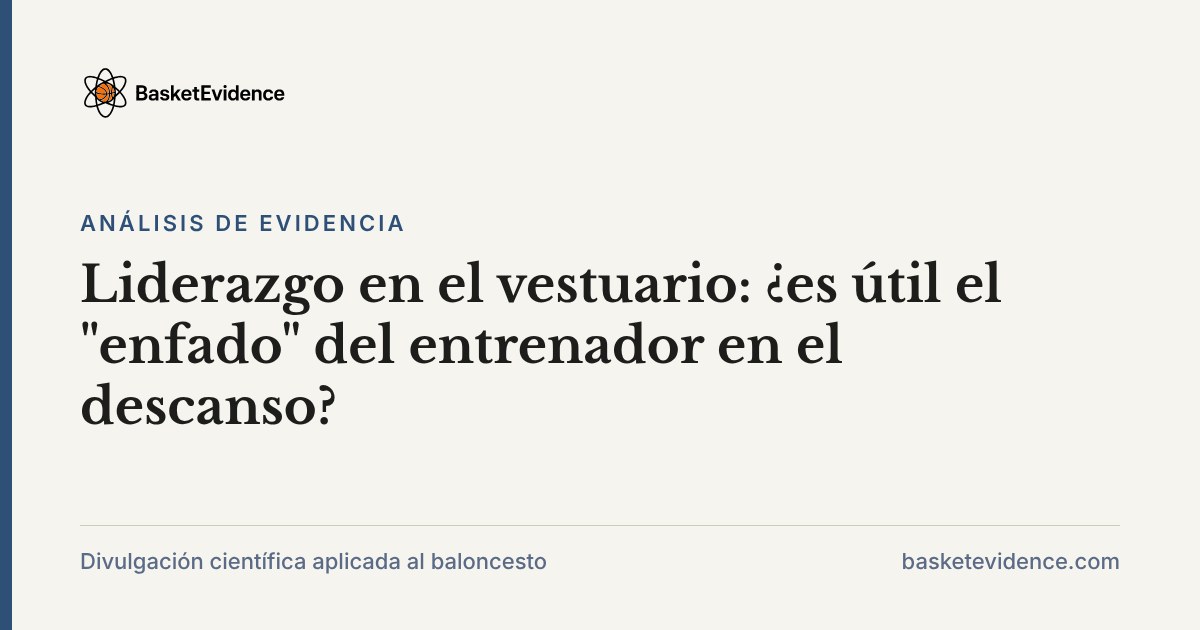 BasketEvidence
ANÁLISIS DE EVIDENCIA
Liderazgo en el vestuario: ¿es útil el
"enfado" del entrenador en el
descanso?
Divulgación científica aplicada al baloncesto
basketevidence.com